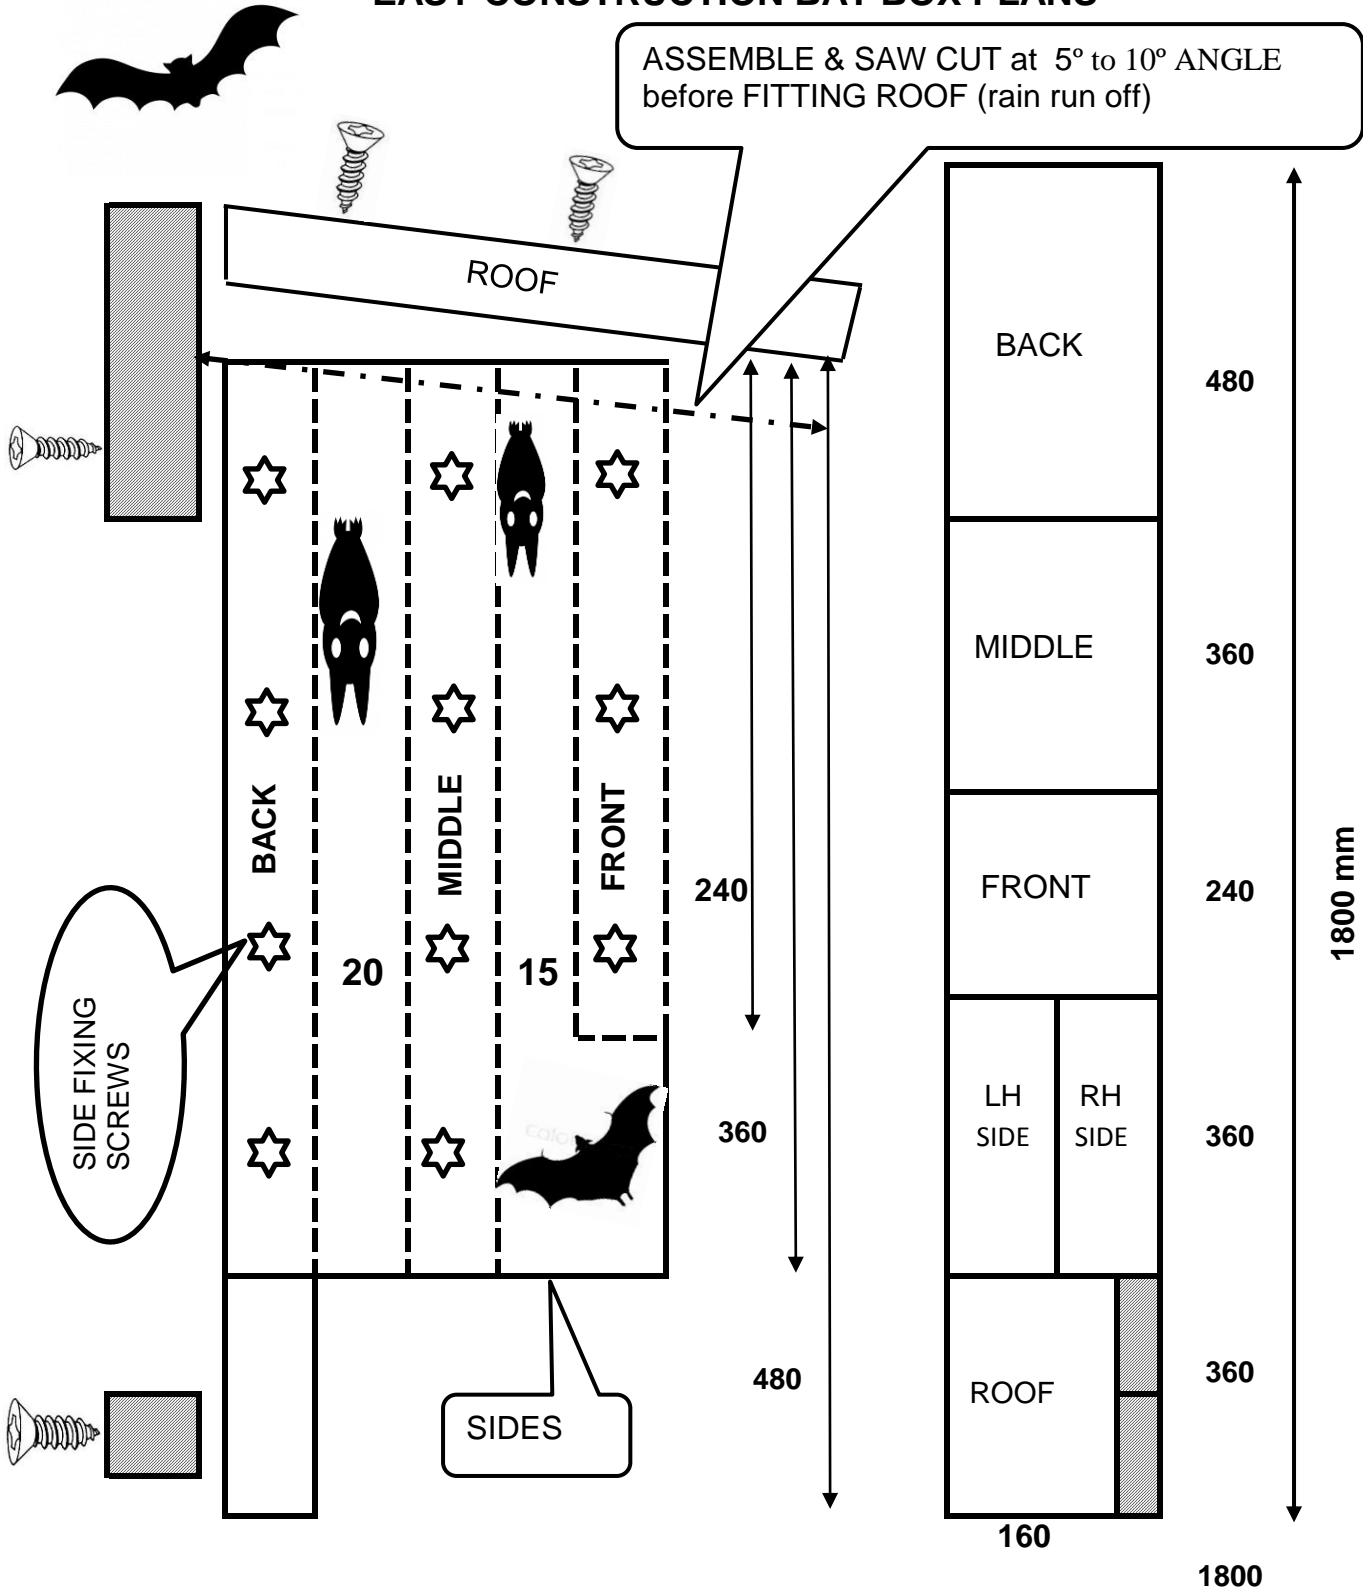 EASY CONSTRUCTION BAT BOX PLANS
ASSEMBLE & SAW CUT at 5º to 10º ANGLE
before FITTING ROOF (rain run off)
ROOF
BACK
480
MIDDLE
360
FRONT
240
1800 mm
BACK
MIDDLE
FRONT
240
20
15
SIDE FIXING
SCREWS
LH
SIDE
RH
SIDE
360
360
480
ROOF
360
SIDES
160
1800